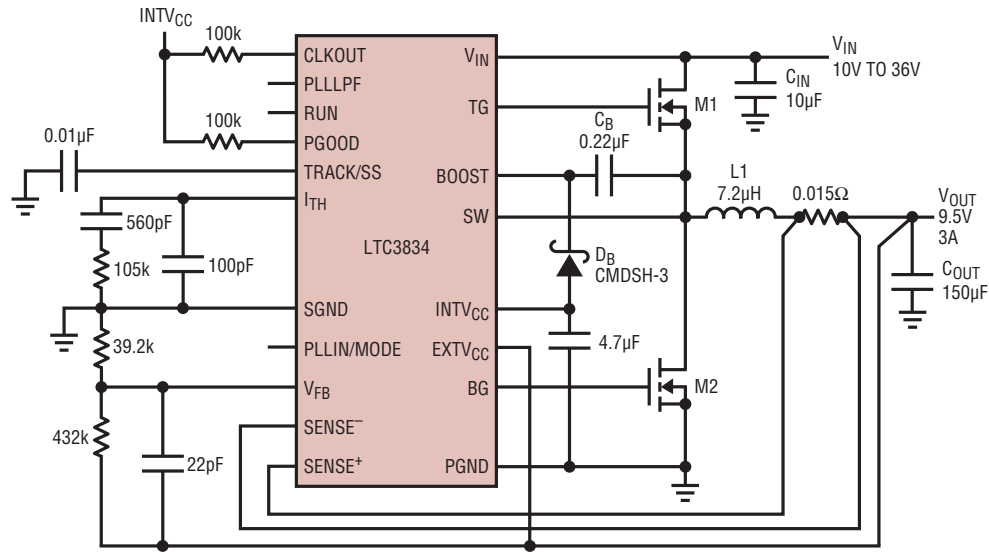 INTVCC
100k
CLKOUT
PLLLPF
RUN
100k
PGOOD
0.01µF
TRACK/SS
ITH
560pF
105k
100pF
SGND
39.2k
PLLIN/MODE
VFB
432k
22pF
SENSE–
SENSE+
LTC3834
VIN
TG
BOOST
SW
INTVCC
EXTVCC
BG
PGND
M1
CB
0.22µF
DB
CMDSH-3
4.7µF
M2
CIN
10µF
VIN
10V TO 36V
L1
7.2µH
0.015Ω
VOUT
9.5V
3A
COUT
150µF